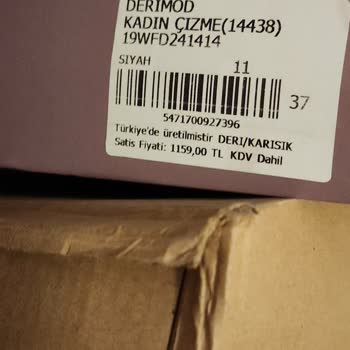 DERIMOD
KADIN ÇIZME(14438)
19WFD241414
SIYAH 11
37
5471700927396
Türkiye'de üretilmistir DERI/KARISIK
Satis Fiyati: 1159,00 TL KDV Dahil